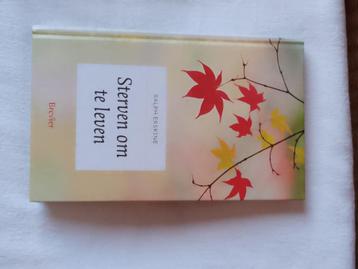 RALPH ERSKINE
Sterven om
te leven
Brevier